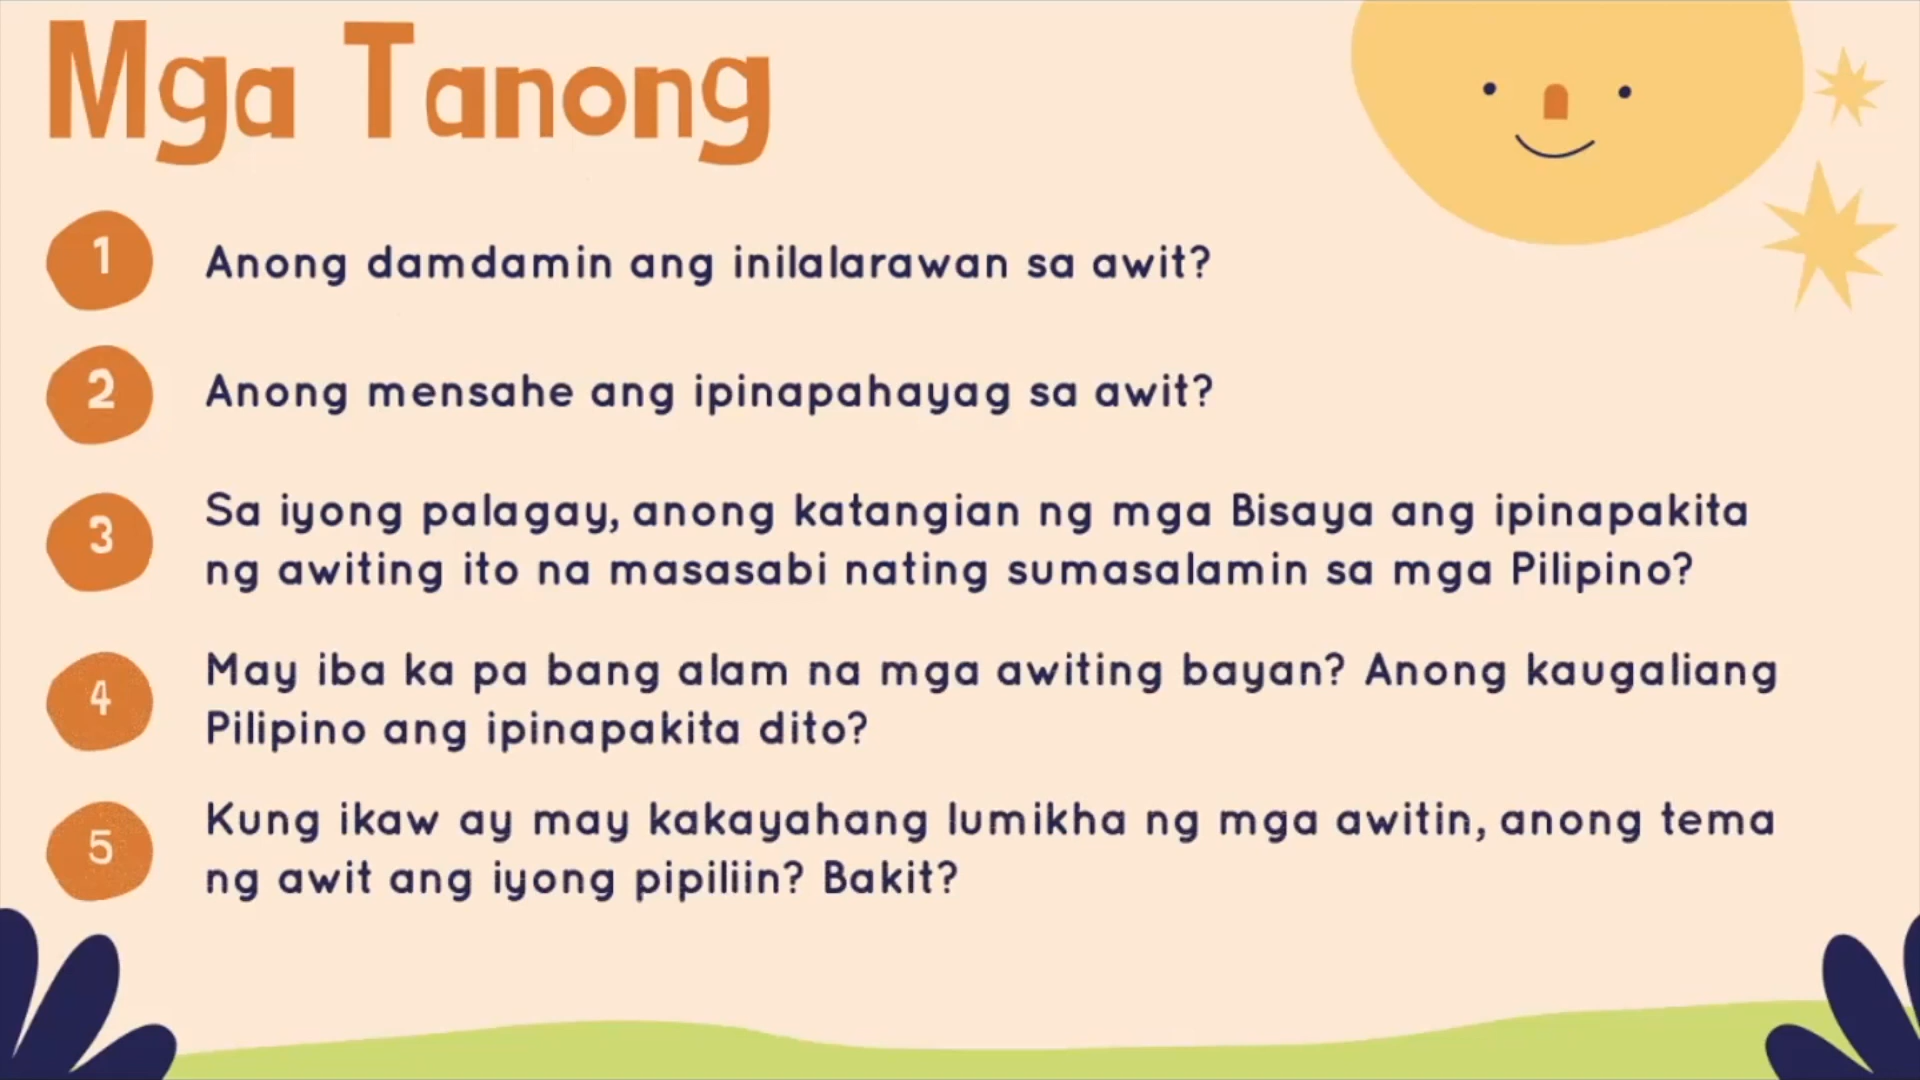 Mga Tanong
1
Anong damdamin ang inilalarawan sa awit?
2
Anong mensahe ang ipinapahayag sa awit?
3
Sa iyong palagay, anong katangian ng mga Bisaya ang ipinapakita
ng awiting ito na masasabi nating sumasalamin sa mga Pilipino?
4
May iba ka pa bang alam na mga awiting bayan? Anong kaugaliang
Pilipino ang ipinapakita dito?
5
Kung ikaw ay may kakayahang lumikha ng mga awitin, anong tema
ng awit ang iyong pipiliin? Bakit?